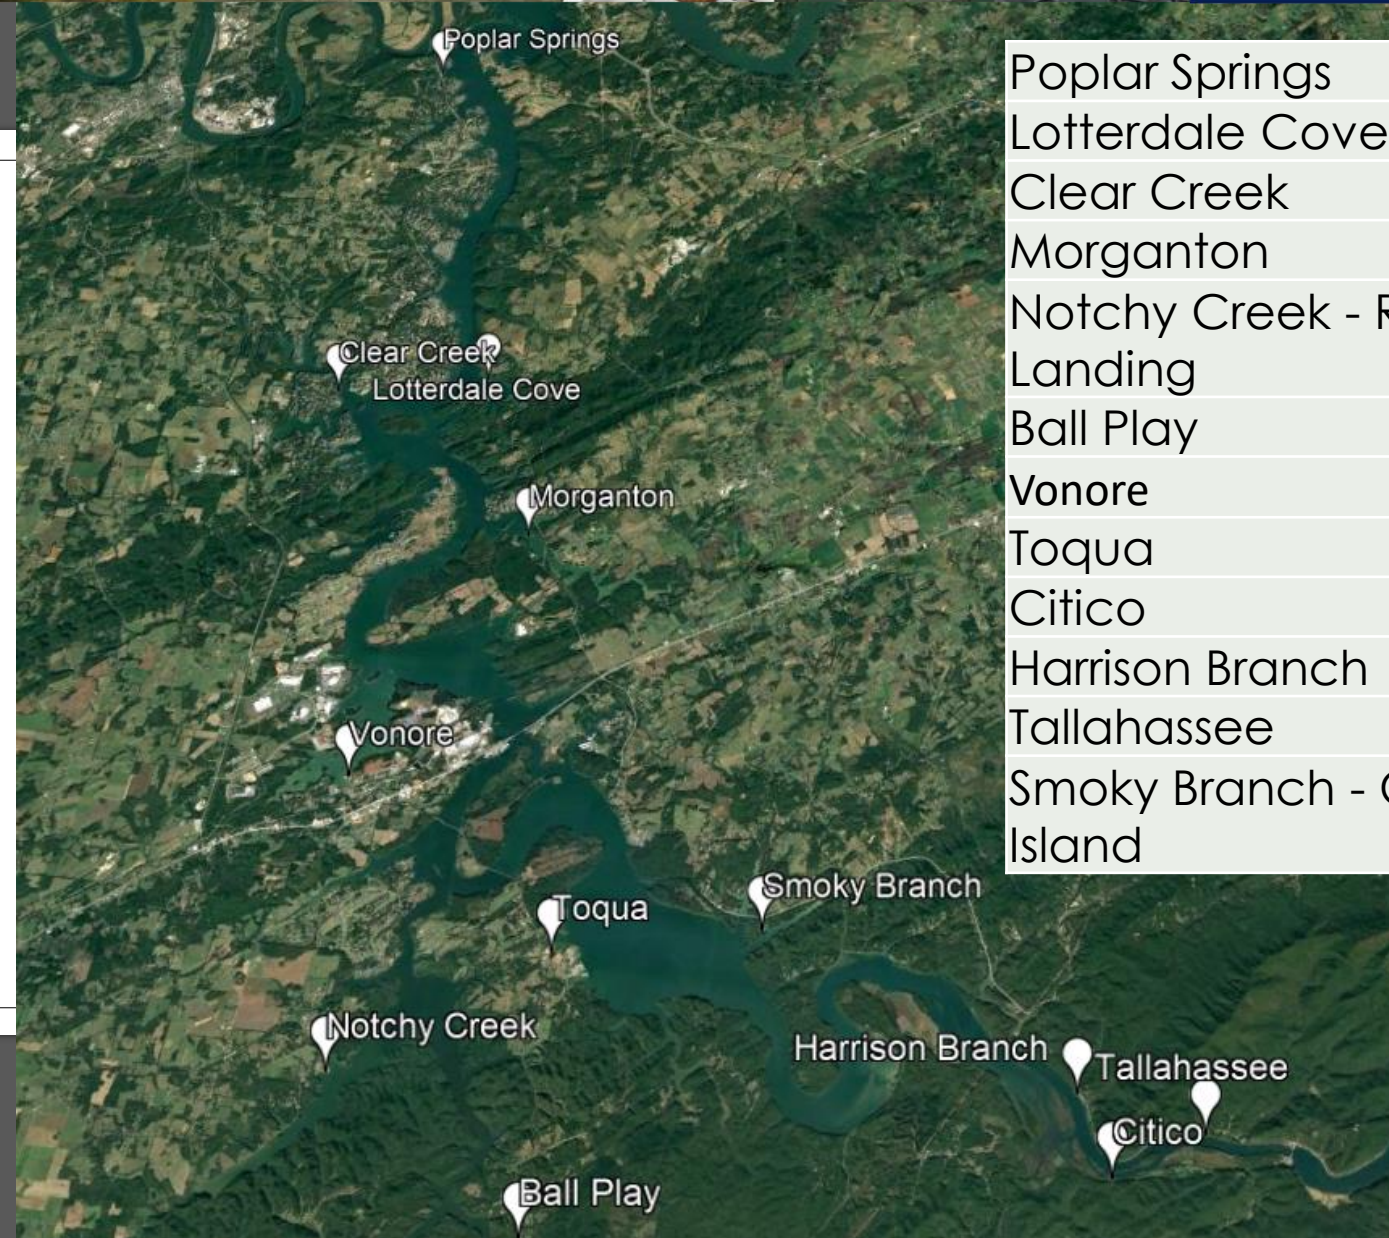 Poplar Springs
Clear Creek
Lotterdale Cove
Morganton
Vonore
Smoky Branch
Toqua
Notchy Creek
Harrison Branch
Tallahassee
Citico
Ball Play
Poplar Springs
Lotterdale Cove
Clear Creek
Morganton
Notchy Creek -
Landing
Ball Play
Vonore
Toqua
Citico
Harrison Branch
Tallahassee
Smoky Branch -
Island